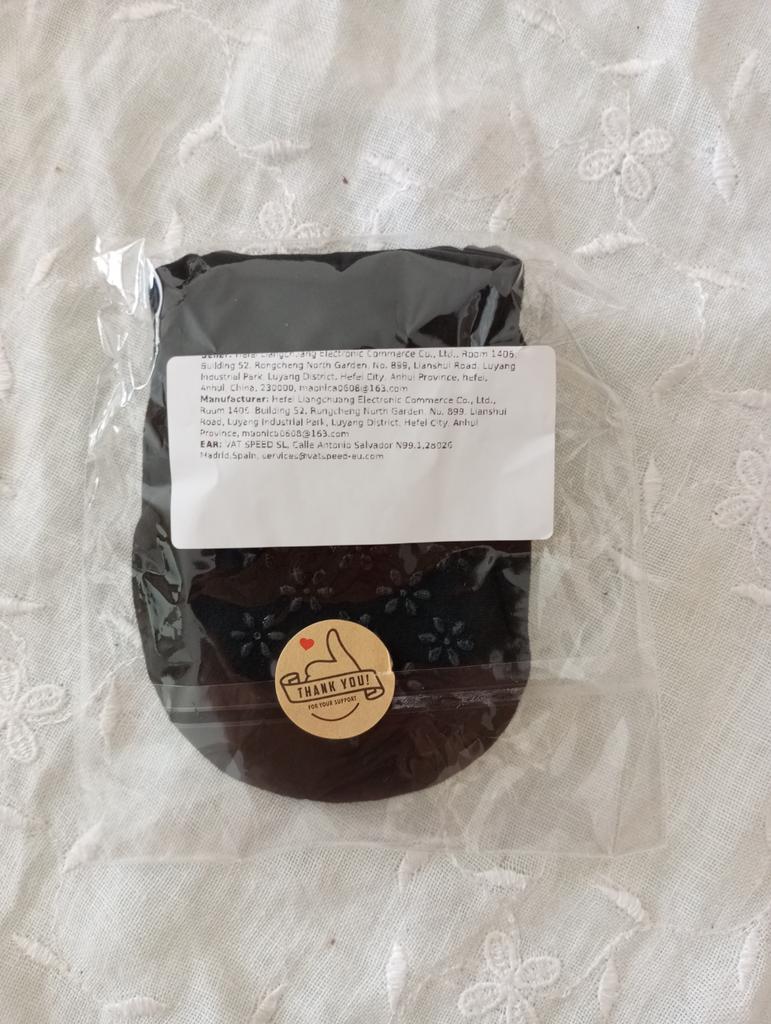 Seller: Hefei Liangchuang Electronic Commerce Co., Ltd., Room 1406,
Building 52, Rongcheng North Garden, No. 899, Lianshui Road, Luyang
Industrial Park, Luyang District, Hefei City, Anhui Province, hefei,
Anhui, China, 230000, maonica0608@163.com
Manufacturer: Hefei Liangchuang Electronic Commerce Co., Ltd.,
Room 1406, Building 52, Rongcheng North Garden, No. 899, Lianshui
Road, Luyang Industrial Park, Luyang District, Hefei City, Anhui
Province, maonica0608@163.com
EAR: VAT SPEED SL, Calle Antonio Salvador N99,1,28026
Madrid,Spain, services@vatspeed-eu.com
THANK YOU!
FOR YOUR SUPPORT